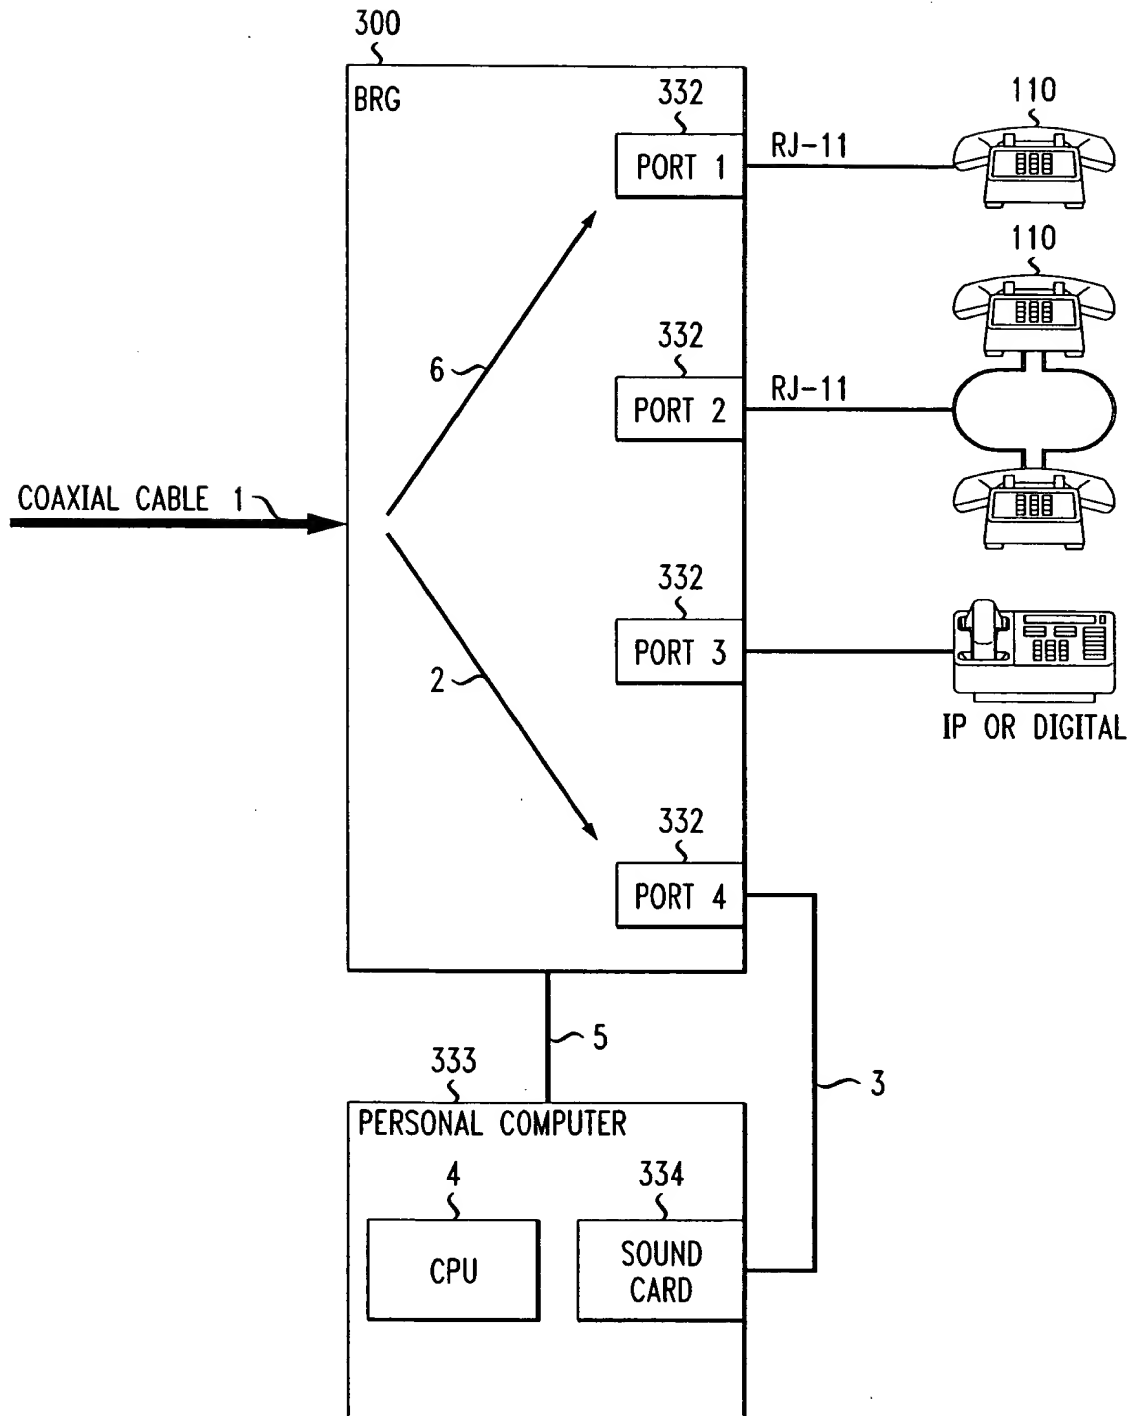 300
BRG
332
PORT 1
RJ-11
110
110
332
PORT 2
RJ-11
6
COAXIAL CABLE 1
332
PORT 3
2
IP OR DIGITAL
332
PORT 4
5
3
333
PERSONAL COMPUTER
4
CPU
334
SOUND
CARD